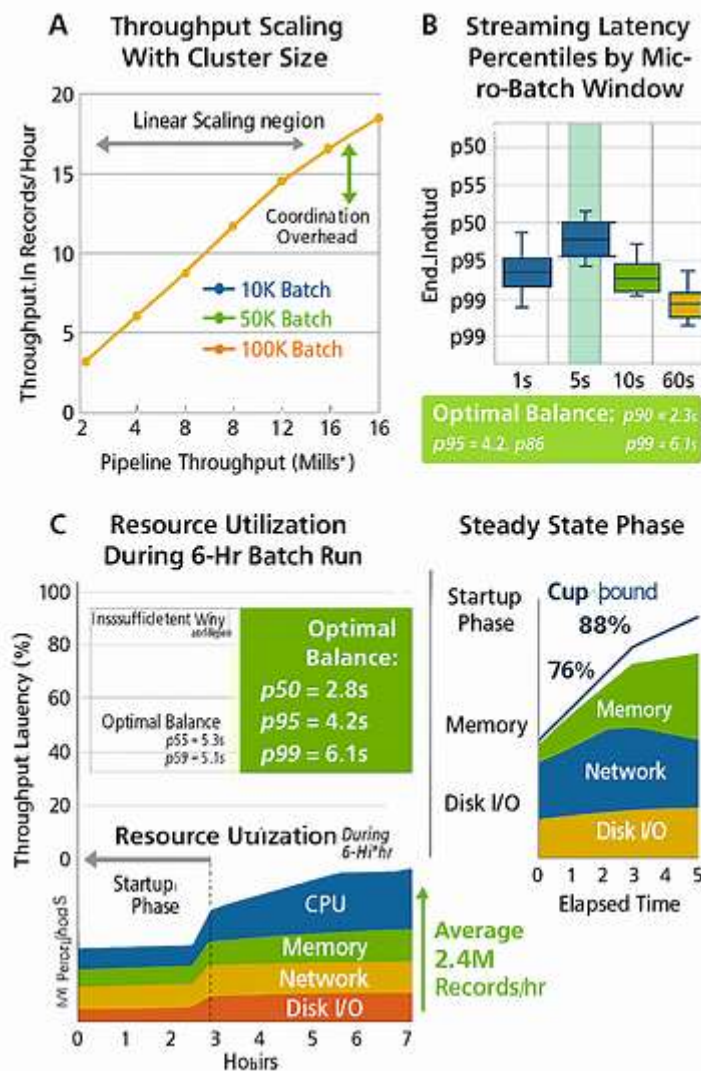 A Throughput Scaling
With Cluster Size
20
15
10
5
0
Throughput.In Records/Hour
Linear Scaling negion
Coordination
Overhead
10K Batch
50K Batch
100K Batch
2 4 8 8 12 16 16
Pipeline Throughput (Mills*)
B Streaming Latency
Percentiles by Mic-
ro-Batch Window
p50
p55
p50
p95
p99
p99
1s 5s 10s 60s
Optimal Balance: p90 = 2.3s
p95 = 4.2. p86 p99 = 6.1s
C Resource Utilization
During 6-Hr Batch Run
100
80
60
40
20
0
Throughput Lauency (%)
Insssufficletent Wny
Optimal Balance
p55 = 5.3s
p59 = 5.1s
Optimal
Balance:
p50 = 2.8s
p95 = 4.2s
p99 = 6.1s
Resource Uuizution During
6-Hi*hr
Startup
Phase
CPU
Memory
Network
Disk I/O
0 1 2 3 4 5 6 7
Average
2.4M
Records/hr
Steady State Phase
Startup
Phase
Memory
Disk I/O
Cup bound
88%
76%
Memory
Network
Disk I/O
0 1 2 3 4 5
Elapsed Time